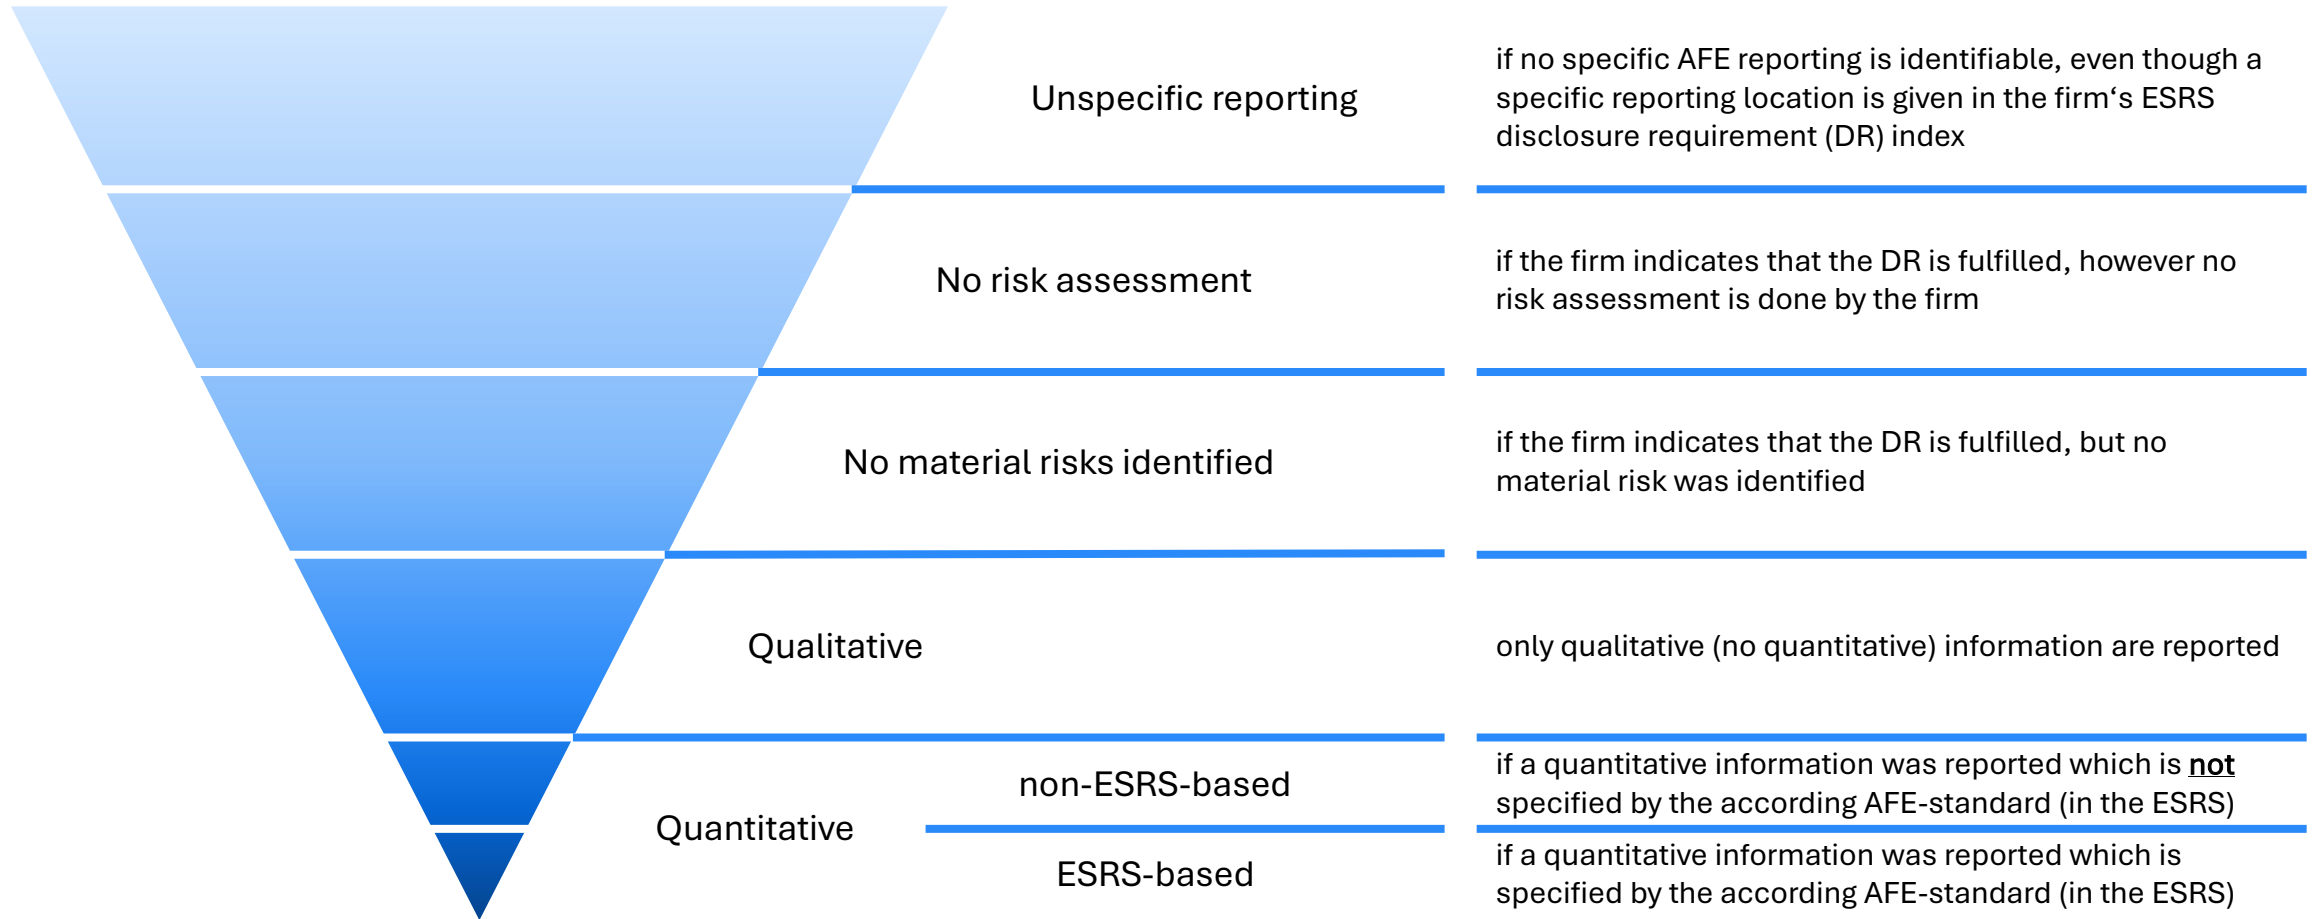 Unspecific reporting
if no specific AFE reporting is identifiable, even though a
specific reporting location is given in the firm‘s ESRS
disclosure requirement (DR) index
No risk assessment
if the firm indicates that the DR is fulfilled, however no
risk assessment is done by the firm
No material risks identified
if the firm indicates that the DR is fulfilled, but no
material risk was identified
Qualitative
only qualitative (no quantitative) information are reported
Quantitative
non-ESRS-based
if a quantitative information was reported which is not
specified by the according AFE-standard (in the ESRS)
ESRS-based
if a quantitative information was reported which is
specified by the according AFE-standard (in the ESRS)